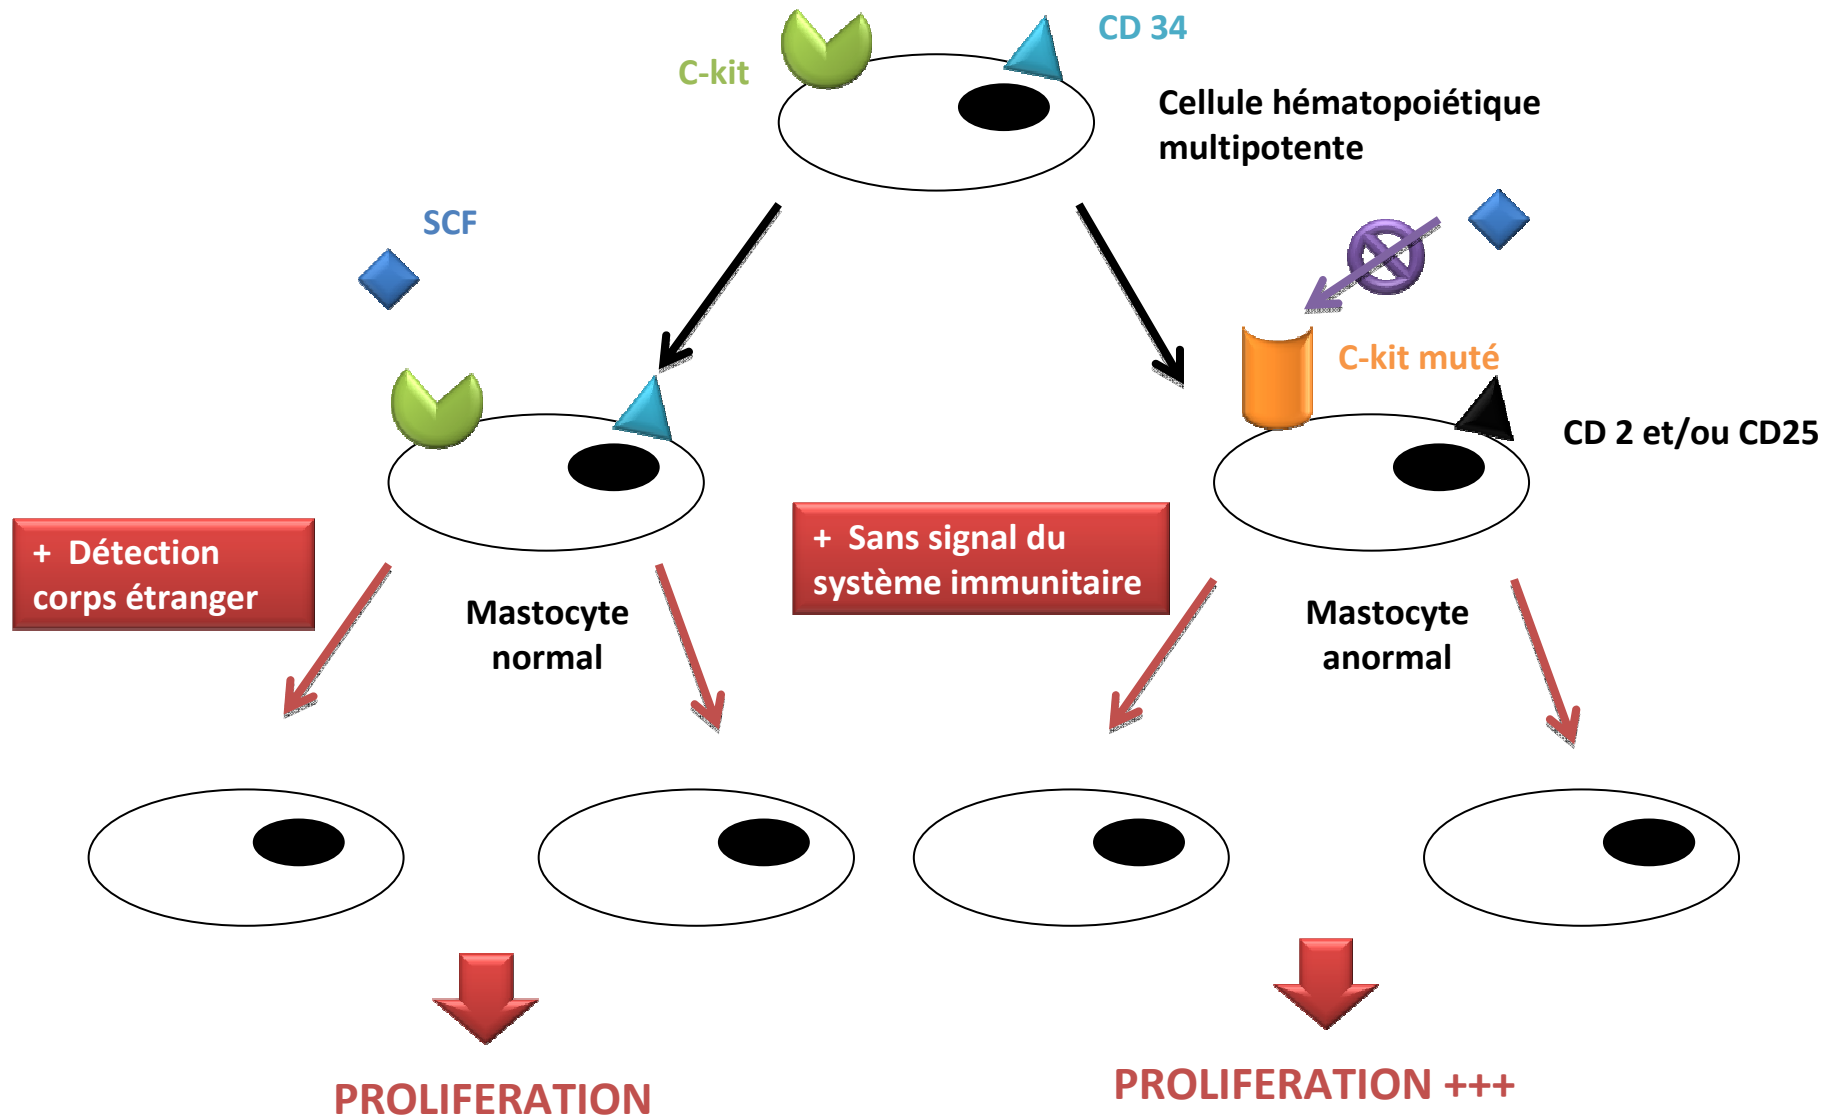 CD 34
C-kit
Cellule hématopoiétique
multipotente
SCF
C-kit muté
CD 2 et/ou CD25
+ Détection
corps étranger
+ Sans signal du
système immunitaire
Mastocyte
normal
Mastocyte
anormal
PROLIFERATION
PROLIFERATION +++